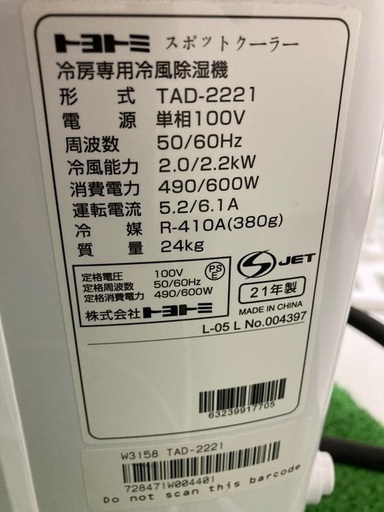 トヨトミ スポットクーラー
冷房専用冷風除湿機
形 式 TAD-2221
電 源 単相100V
周波数 50/60Hz
冷風能力 2.0/2.2kW
消費電力 490/600W
運転電流 5.2/6.1A
冷 媒 R-410A(380g)
質 量 24kg
定格電圧 100V
定格周波数 50/60Hz
定格消費電力 490/600W
PS
E
株式会社トヨトミ
JET
21年製
MADE IN CHINA
L-05 L No.004397
63239917705
W3158 TAD-2221
728471W004401
Do not scan this barcode